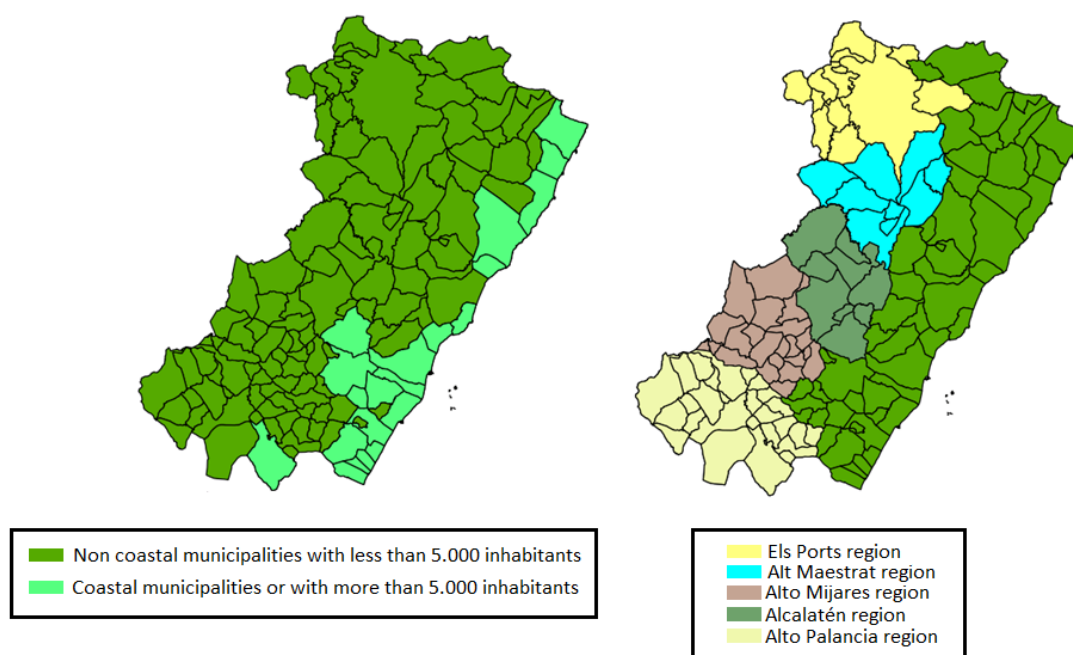 Non coastal municipalities with less than 5.000 inhabitants
Coastal municipalities or with more than 5.000 inhabitants
Els Ports region
Alt Maestrat region
Alto Mijares region
Alcalatén region
Alto Palancia region